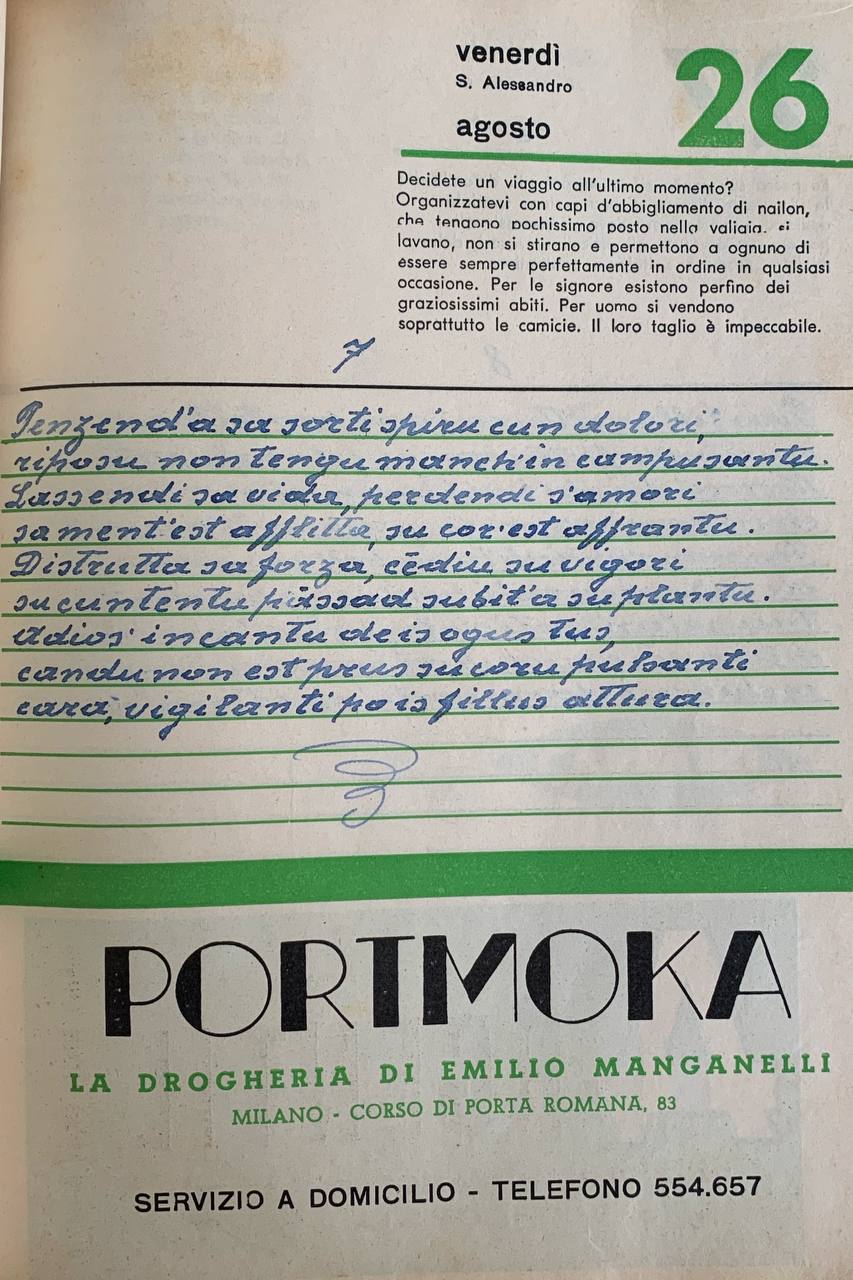 venerdì
S. Alessandro
agosto
26
Decidete un viaggio all'ultimo momento?
Organizzatevi con capi d'abbigliamento di nailon,
che tengono pochissimo posto nella valigia, si
lavano, non si stirano e permettono a ognuno di
essere sempre perfettamente in ordine in qualsiasi
occasione. Per le signore esistono perfino dei
graziosissimi abiti. Per uomo si vendono
soprattutto le camicie. Il loro taglio è impeccabile.
7
Penzend'a sa sorti spiru cun dolori,
riposu non tengu manch'in campusantu.
Lassendi sa vida, perdendi s'amori
sa ment'est afflitta, su cor'est affrantu.
Distrutta sa forza, cēdiu su vigori
su cuntentu pàssad subit'a su plantu.
Adios' incantu de is ogus tus,
candu non est prus su coru pulsanti
cara, vigilanti po is fillus attura.
PORTMOKA
LA DROGHERIA DI EMILIO MANGANELLI
MILANO - CORSO DI PORTA ROMANA, 83
SERVIZIO A DOMICILIO - TELEFONO 554.657